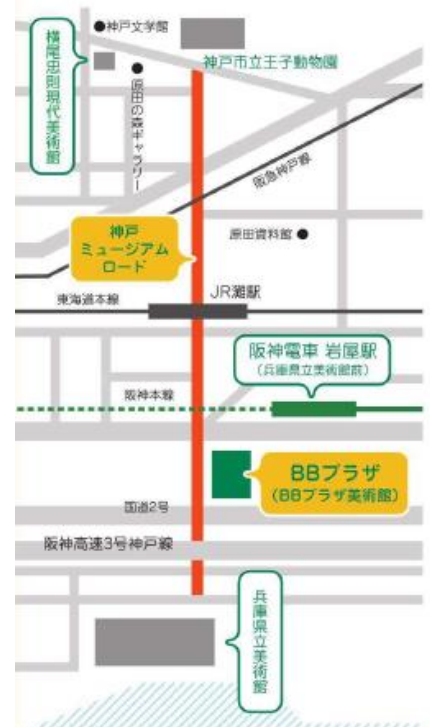 ●神戸文学館
神戸市立王子動物園
横尾忠則現代美術館
●原田の森ギャラリー
阪急神戸線
神戸
ミュージアム
ロード
原田資料館●
東海道本線
JR灘駅
阪神電車 岩屋駅
(兵庫県立美術館前)
阪神本線
BBプラザ
(BBプラザ美術館)
国道2号
阪神高速3号神戸線
兵庫県立美術館